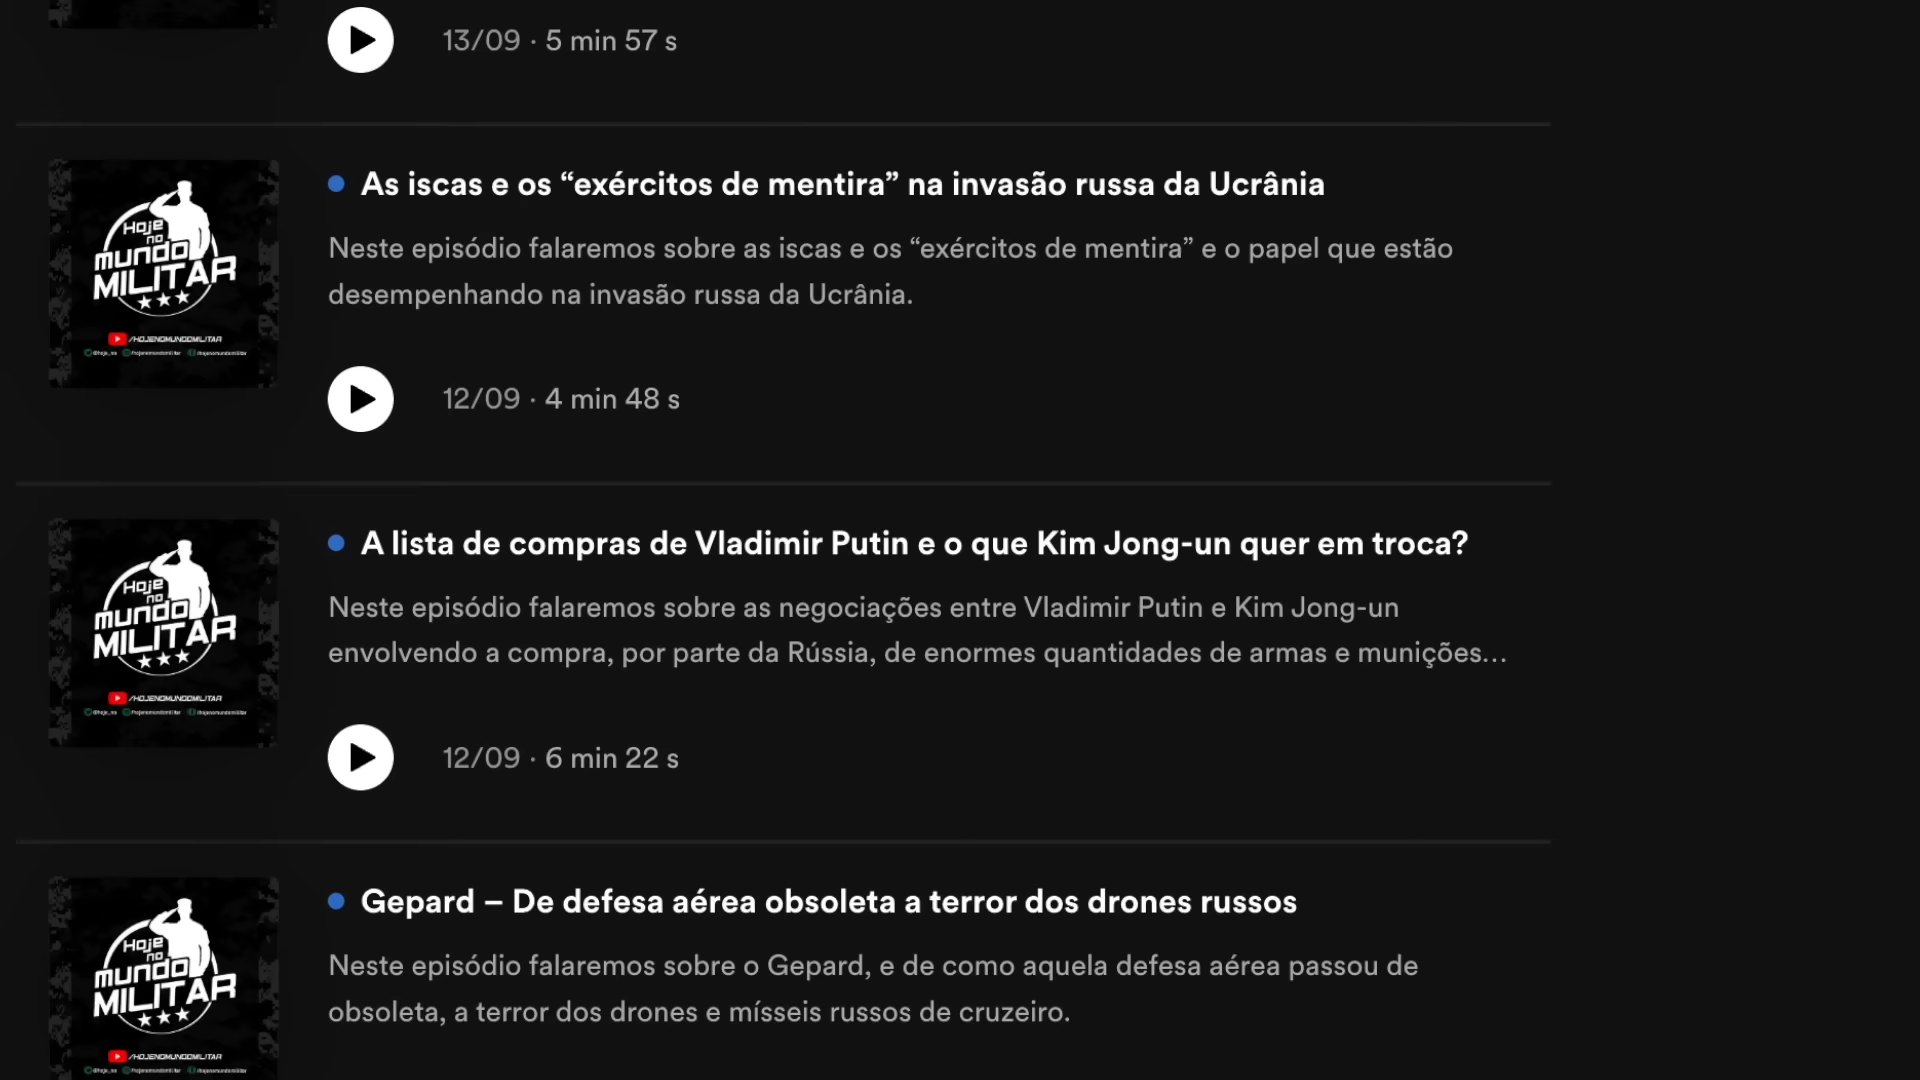 13/09 · 5 min 57 s
Hoje
no
mundo
MILITAR
/HOJENOMUNDOMILITAR
As iscas e os “exércitos de mentira” na invasão russa da Ucrânia
Neste episódio falaremos sobre as iscas e os “exércitos de mentira” e o papel que estão
desempenhando na invasão russa da Ucrânia.
12/09 · 4 min 48 s
Hoje
no
mundo
MILITAR
/HOJENOMUNDOMILITAR
A lista de compras de Vladimir Putin e o que Kim Jong-un quer em troca?
Neste episódio falaremos sobre as negociações entre Vladimir Putin e Kim Jong-un
envolvendo a compra, por parte da Rússia, de enormes quantidades de armas e munições...
12/09 · 6 min 22 s
Hoje
no
mundo
MILITAR
/HOJENOMUNDOMILITAR
Gepard – De defesa aérea obsoleta a terror dos drones russos
Neste episódio falaremos sobre o Gepard, e de como aquela defesa aérea passou de
obsoleta, a terror dos drones e mísseis russos de cruzeiro.